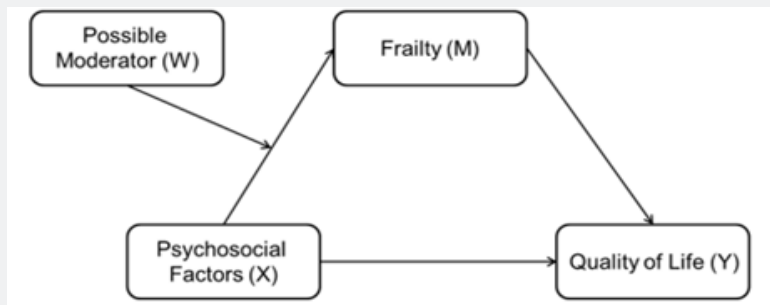 Possible
Moderator (W)
Frailty (M)
Psychosocial
Factors (X)
Quality of Life (Y)